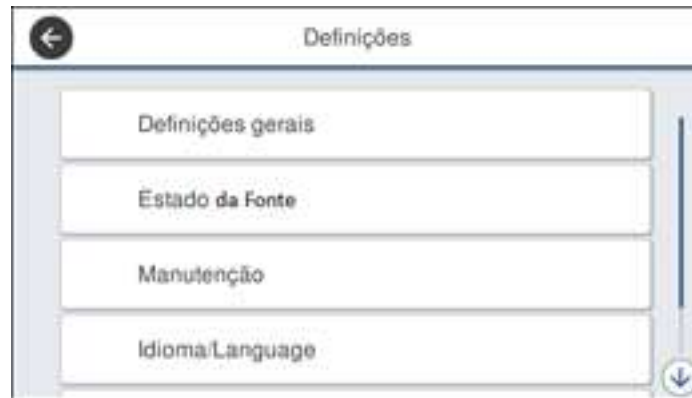 Definições
Definições gerais
Estado da Fonte
Manutenção
Idioma/Language